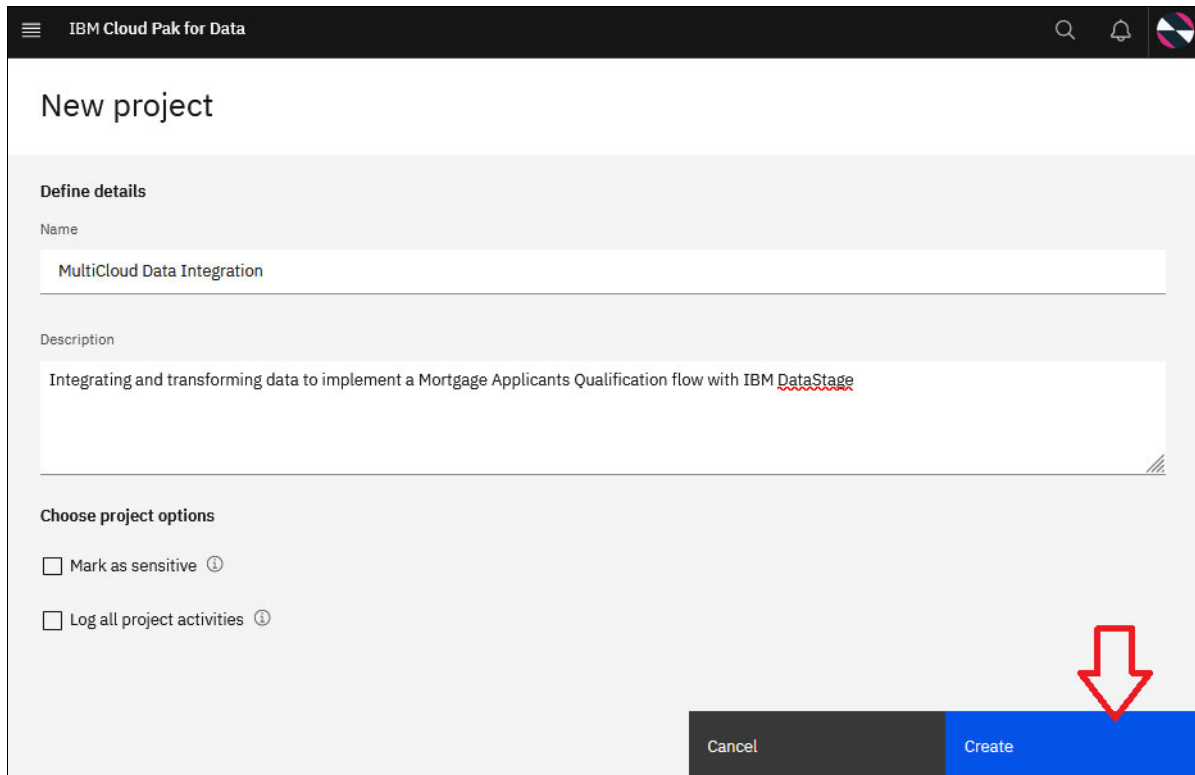 IBM Cloud Pak for Data
New project
Define details
Name
MultiCloud Data Integration
Description
Integrating and transforming data to implement a Mortgage Applicants Qualification flow with IBM DataStage
Choose project options
Mark as sensitive
Log all project activities
Cancel
Create